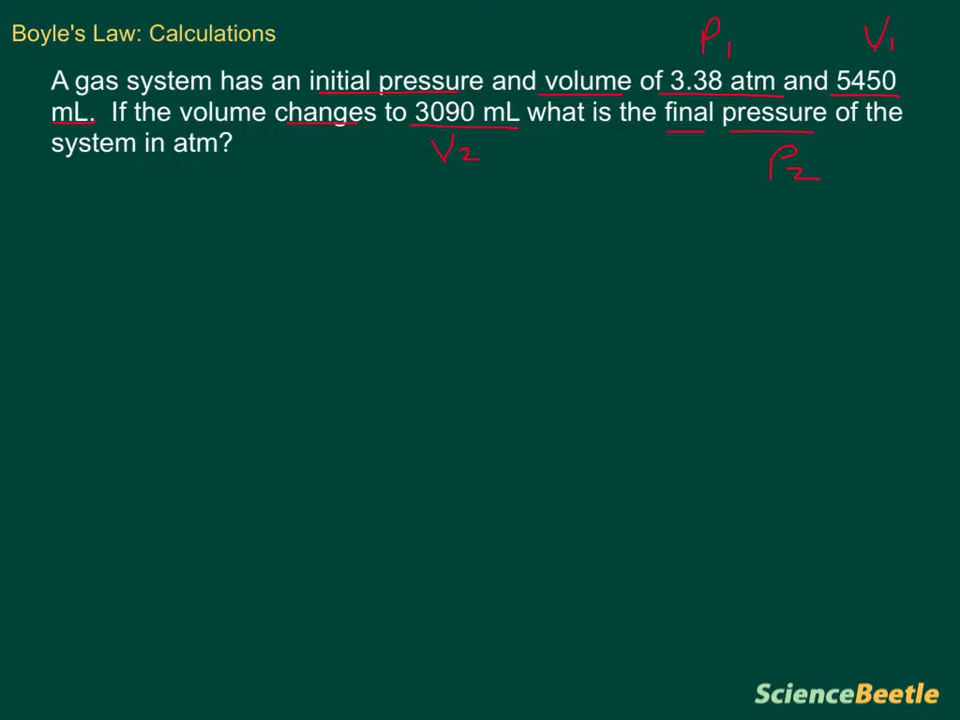 Boyle's Law: Calculations
P1 V1
A gas system has an initial pressure and volume of 3.38 atm and 5450
mL. If the volume changes to 3090 mL what is the final pressure of the
system in atm?
V2 P2
ScienceBeetle